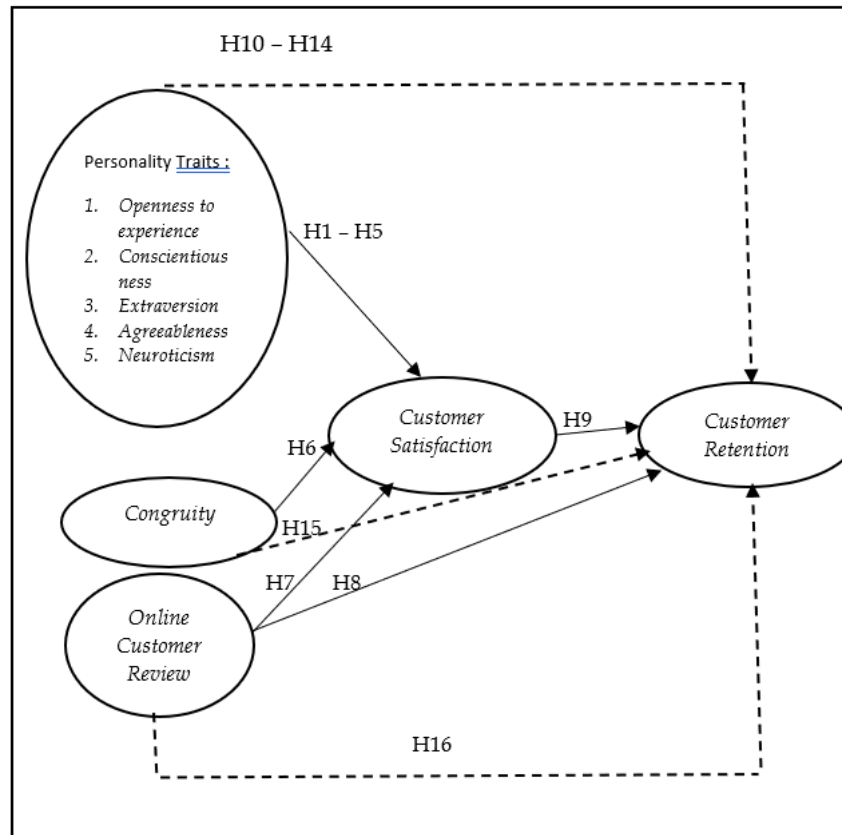 H10 – H14
Personality Traits :
1. Openness to
experience
2. Conscientious
ness
3. Extraversion
4. Agreeableness
5. Neuroticism
H1 – H5
Customer
Satisfaction
H9
Customer
Retention
H6
Congruity
H15
H7
H8
Online
Customer
Review
H16